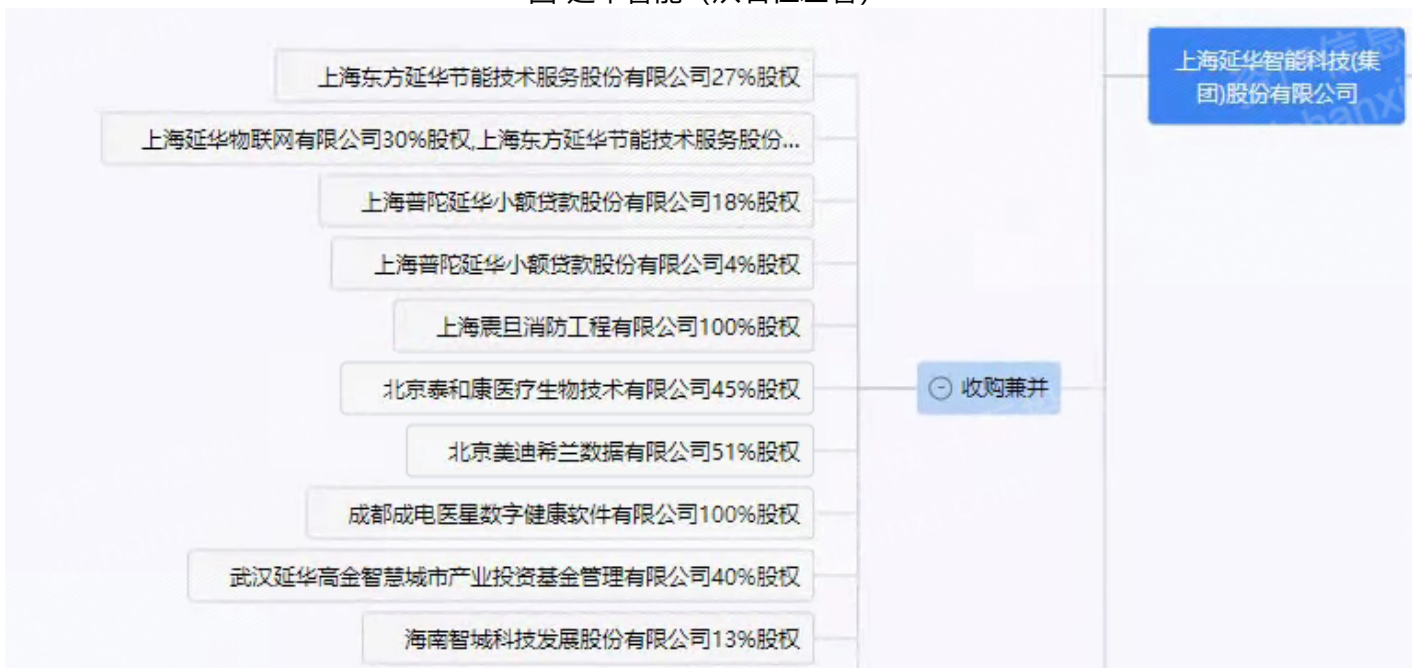 上海延华智能科技(集
团)股份有限公司
上海东方延华节能技术服务股份有限公司27%股权
上海延华物联网有限公司30%股权,上海东方延华节能技术服务股份...
上海普陀延华小额贷款股份有限公司18%股权
上海普陀延华小额贷款股份有限公司4%股权
上海震旦消防工程有限公司100%股权
北京泰和康医疗生物技术有限公司45%股权
收购兼并
北京美迪希兰数据有限公司51%股权
成都成电医星数字健康软件有限公司100%股权
武汉延华高金智慧城市产业投资基金管理有限公司40%股权
海南智城科技发展股份有限公司13%股权